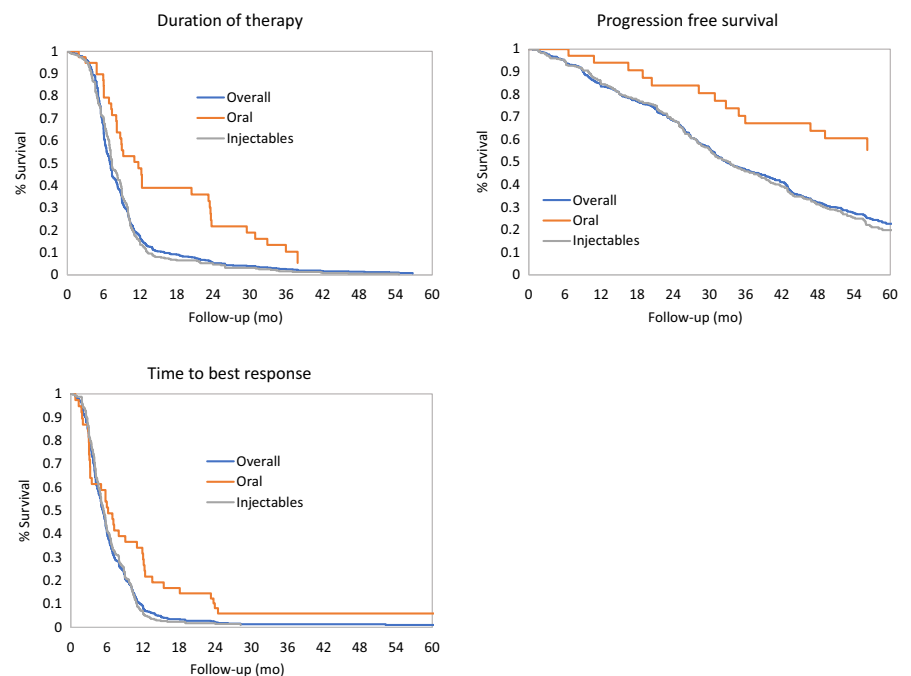 Duration of therapy
1
0.9
0.8
0.7
0.6
0.5
0.4
0.3
0.2
0.1
0
% Survival
Overall
Oral
Injectables
0 6 12 18 24 30 36 42 48 54 60
Follow-up (mo)
Progression free survival
1
0.9
0.8
0.7
0.6
0.5
0.4
0.3
0.2
0.1
0
% Survival
Overall
Oral
Injectables
0 6 12 18 24 30 36 42 48 54 60
Follow-up (mo)
Time to best response
1
0.9
0.8
0.7
0.6
0.5
0.4
0.3
0.2
0.1
0
% Survival
Overall
Oral
Injectables
0 6 12 18 24 30 36 42 48 54 60
Follow-up (mo)